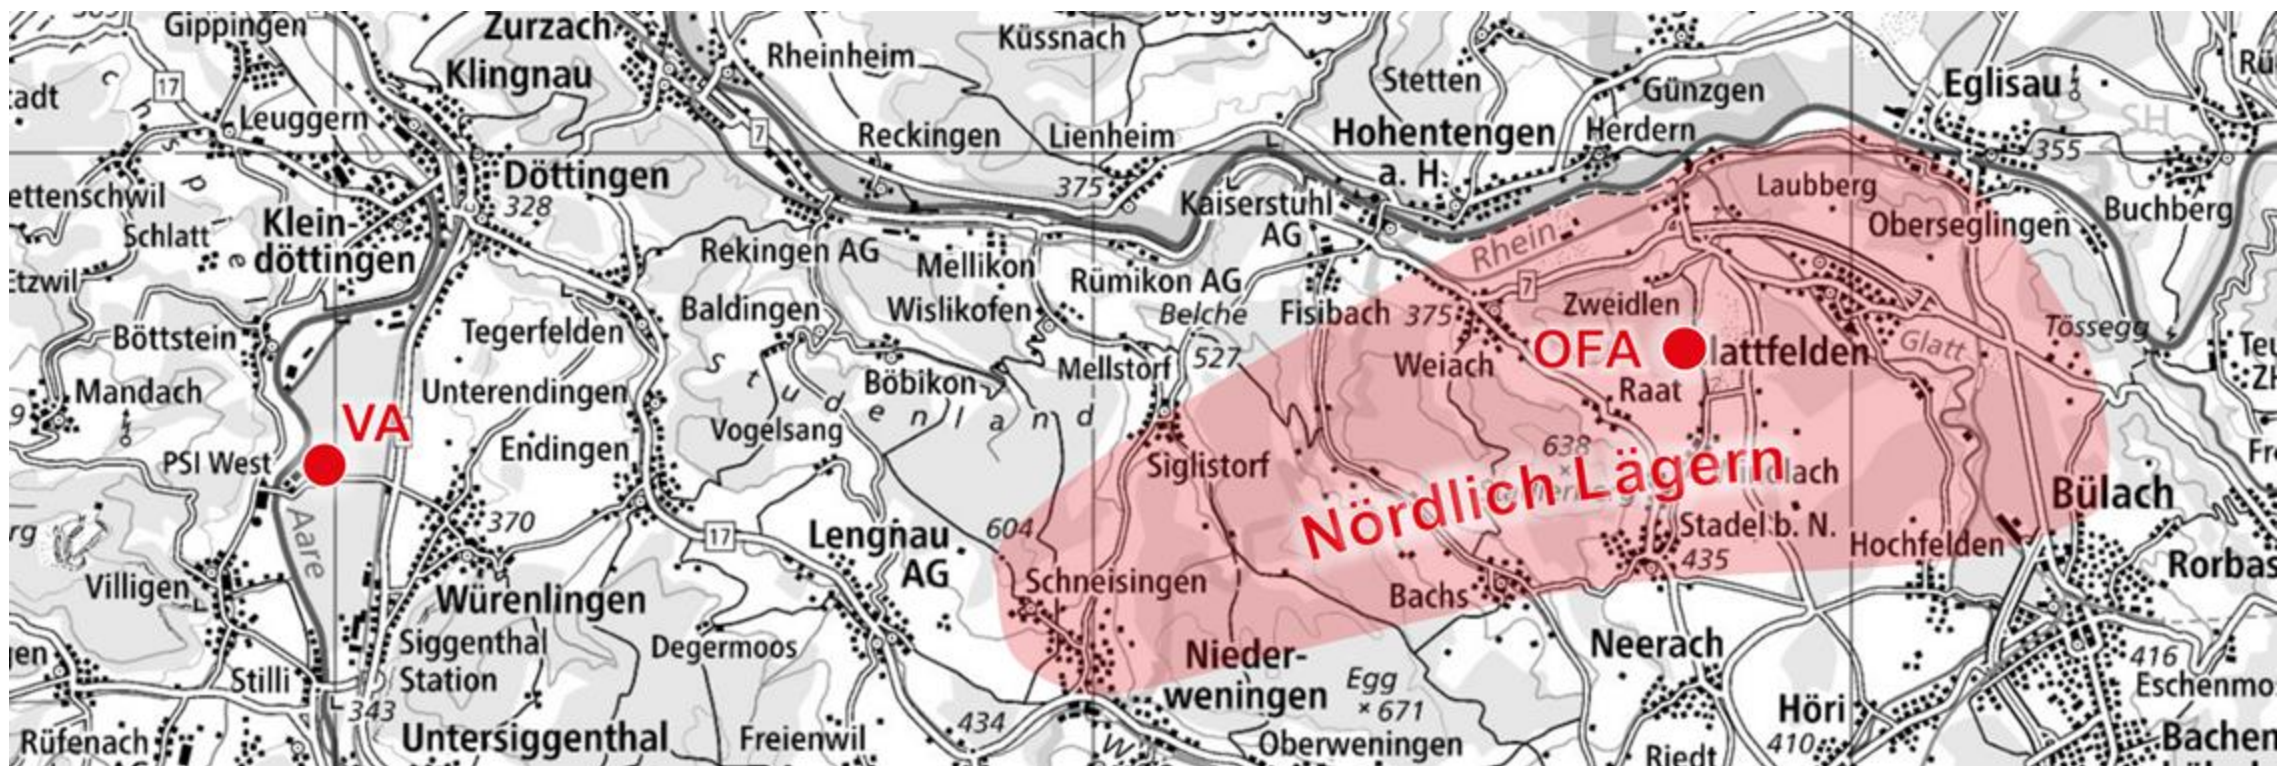 Gippingen
Zurzach
Rheinheim
Küssnach
Stetten
Günzgen
Eglisau
Klingnau
17
Leuggern
7
Reckingen
Lienheim
Hohentengen
a. H.
Herdern
SH
355
Döttingen
328
375
Kaiserstuhl
AG
Laubberg
Oberseglingen
Buchberg
Schlatt
Klein-
döttingen
Rekingen AG
Mellikon
Rümikon AG
Rhein
7
Böttstein
Tegerfelden
Baldingen
Wislikofen
Belche
527
Fisibach
375
Zweidlen
Glatt
Tössegg
Mandach
Unterendingen
Studenland
Böbikon
Mellstorf
Weiach
OFA
lattfelden
Raat
VA
PSI West
Endingen
Vogelsang
Siglistorf
638
Nördlich Lägern
Bülach
Aare
370
17
Lengnau
AG
604
Stadel b. N.
435
Hochfelden
Villigen
Würenlingen
Schneisingen
Bachs
Rorbas
Siggenthal
Station
Degermoos
Nieder-
weningen
Egg
671
Neerach
416
Stilli
343
434
Höri
410
Eschenmo
Rüfenach
Untersiggenthal
Freienwil
Oberweningen
Riedt
Bachen